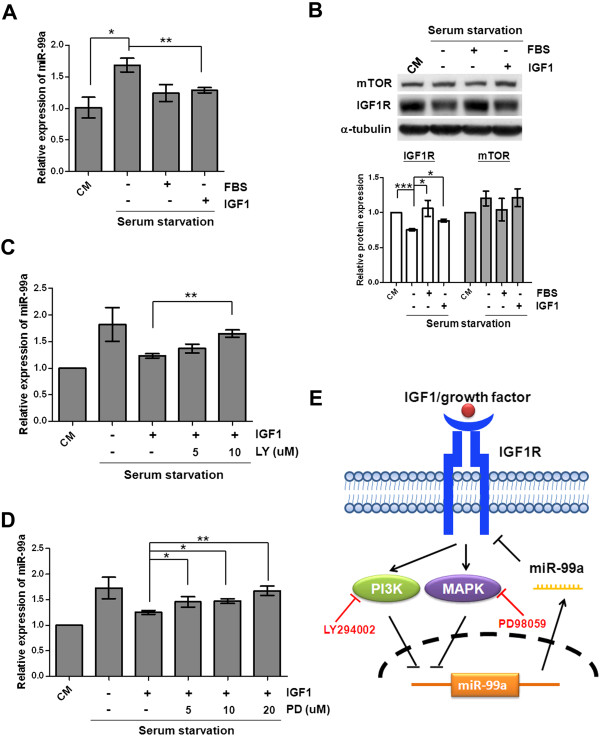 A
Relative expression of miR-99a
2.0
1.5
1.0
0.5
0.0
*
**
CM - - + - FBS
- - + IGF1
Serum starvation
B
Serum starvation
CM - + - FBS
- - + IGF1
mTOR
IGF1R
α-tubulin
IGF1R mTOR
Relative protein expression
1.5
1.0
0.5
0.0
***
*
*
CM - + - CM - + - FBS
- - + - - + IGF1
Serum starvation Serum starvation
C
Relative expression of miR-99a
2.5
2.0
1.5
1.0
0.5
0.0
**
CM - + + + IGF1
- - 5 10 LY (uM)
Serum starvation
D
Relative expression of miR-99a
2.5
2.0
1.5
1.0
0.5
0.0
**
*
*
CM - + + + + IGF1
- - 5 10 20 PD (uM)
Serum starvation
E
IGF1/growth factor
IGF1R
miR-99a
PI3K MAPK
LY294002
PD98059
miR-99a